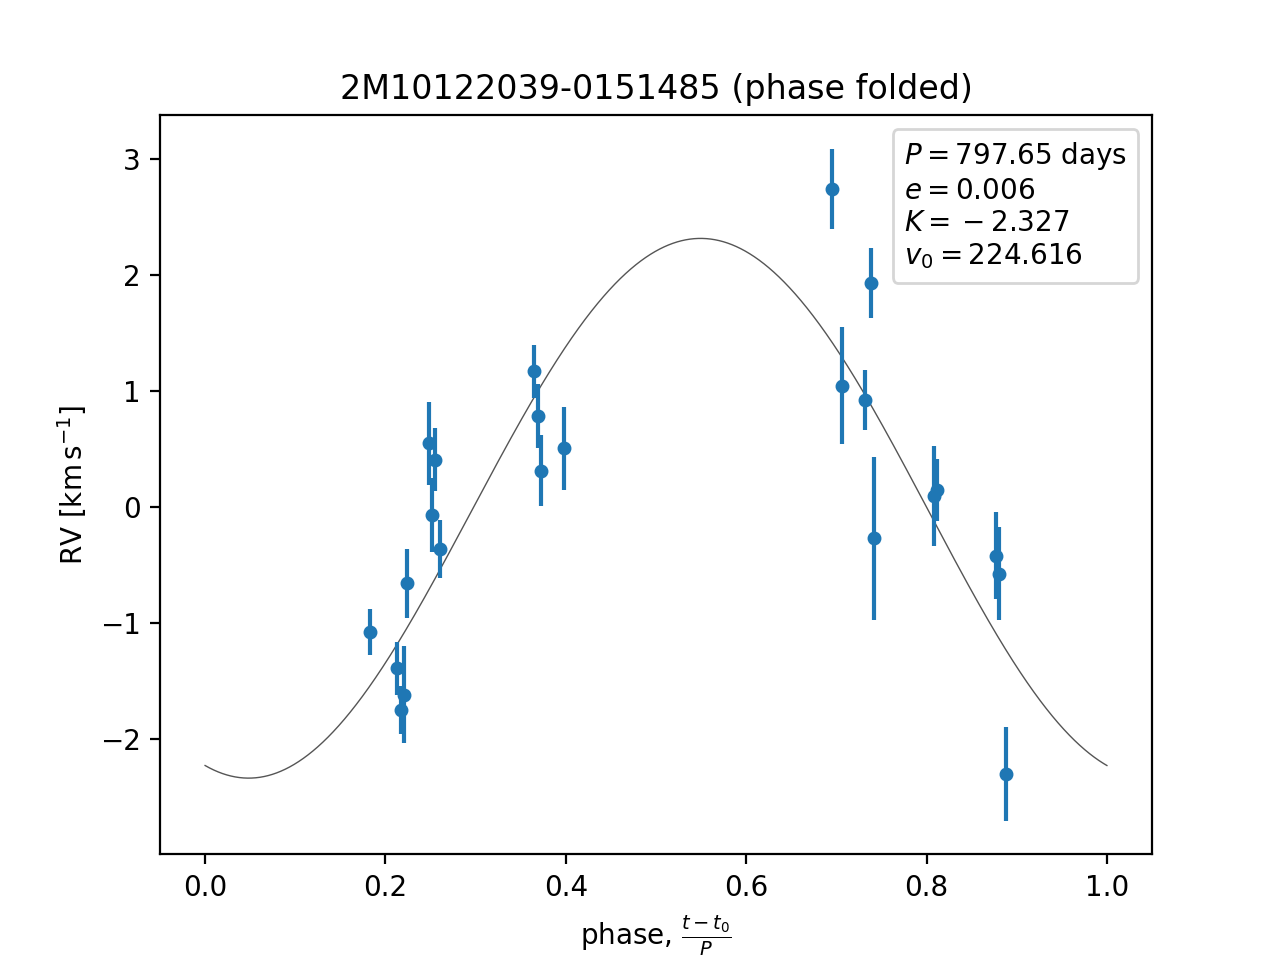 2M10122039-0151485 (phase folded)
P = 797.65 days
e = 0.006
K = −2.327
v₀ = 224.616
3
2
1
0
−1
−2
RV [km s⁻¹]
0.0 0.2 0.4 0.6 0.8 1.0
phase, (t − t₀)/P